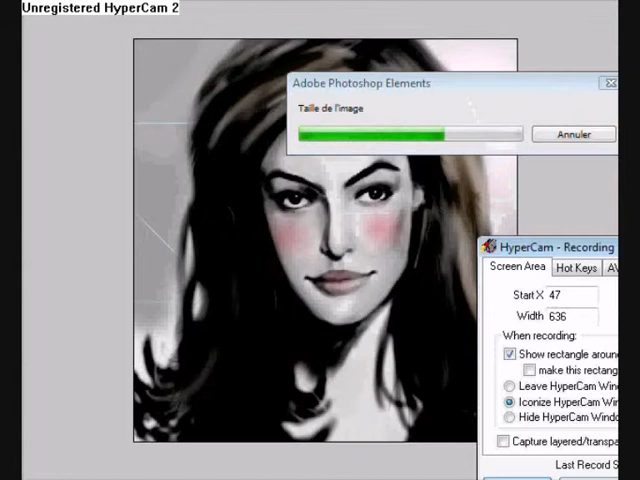 Unregistered HyperCam 2
Adobe Photoshop Elements
Taille de l'image
Annuler
HyperCam - Recording
Screen Area
Hot Keys
AV
Start X 47
Width 636
When recording:
Show rectangle aroun
make this rectang
Leave HyperCam Wind
Iconize HyperCam Win
Hide HyperCam Windo
Capture layered/transpa
Last Record S